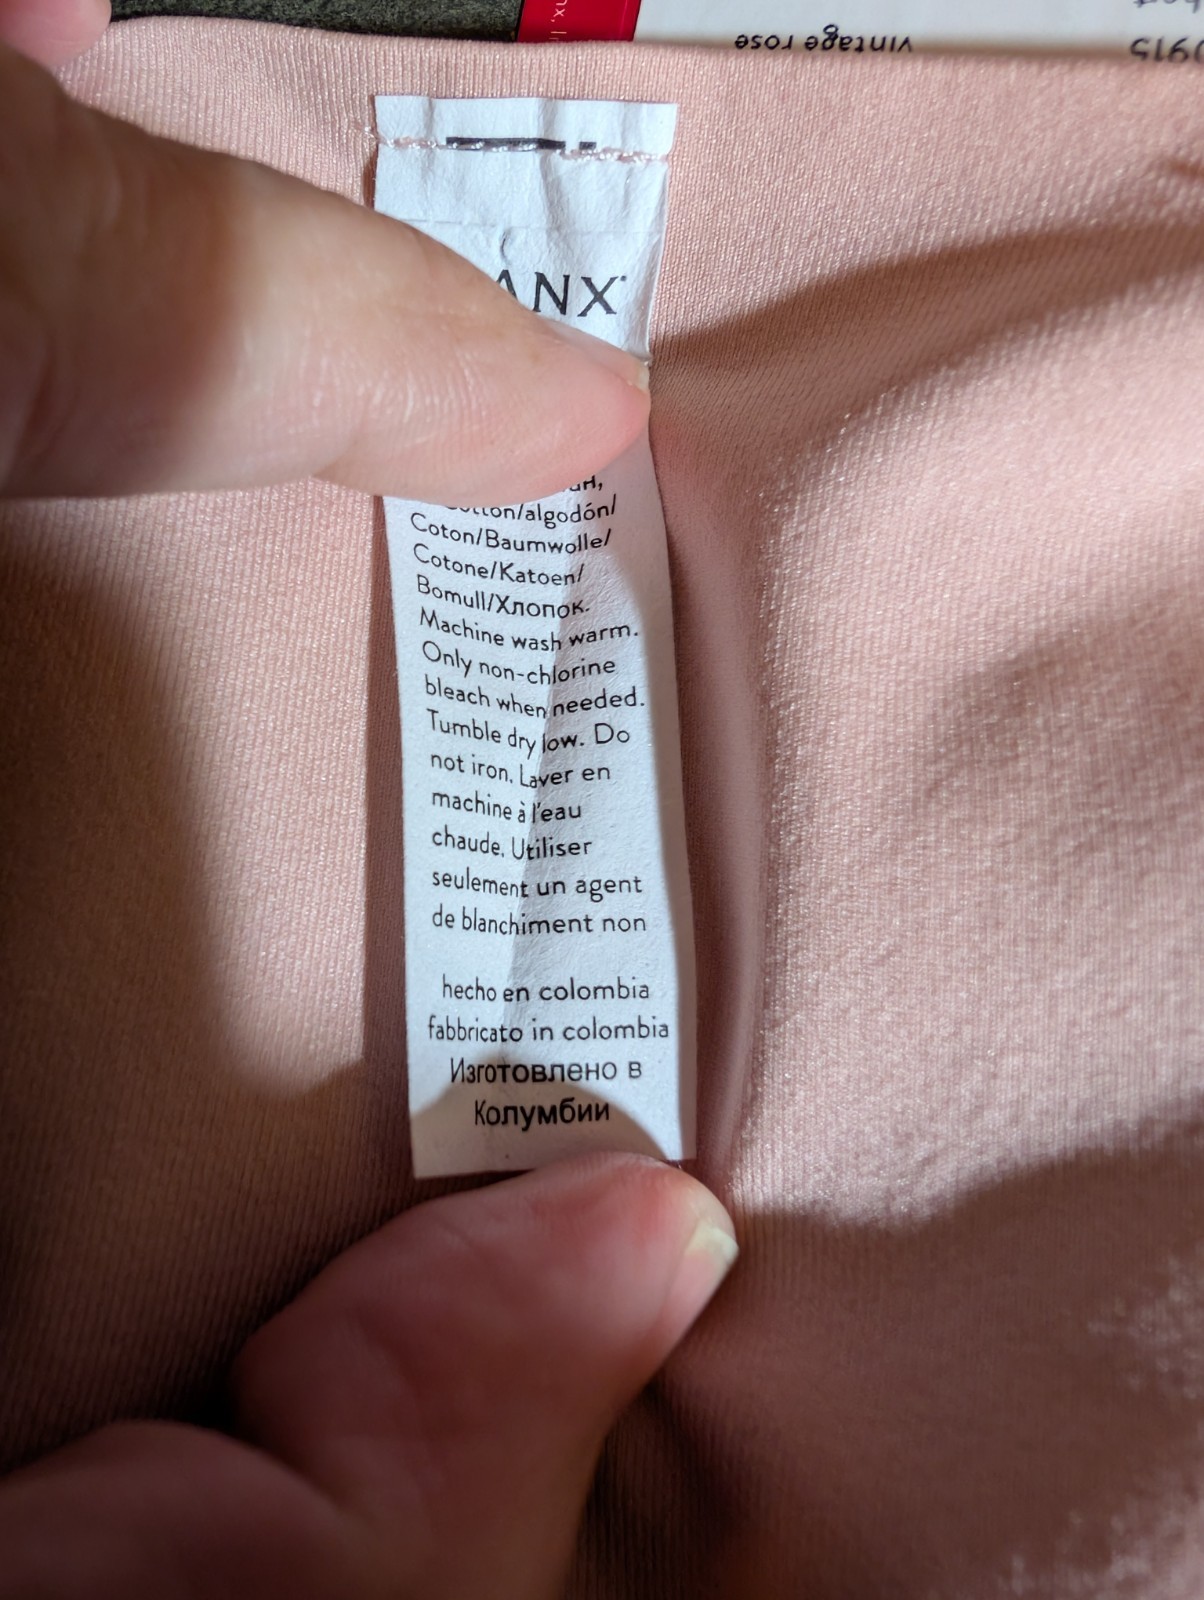 vintage rose
ANX
Cotton/algodón/
Coton/Baumwolle/
Cotone/Katoen/
Bomull/Хлопок.
Machine wash warm.
Only non-chlorine
bleach when needed.
Tumble dry low. Do
not iron. Laver en
machine à l'eau
chaude. Utiliser
seulement un agent
de blanchiment non
hecho en colombia
fabbricato in colombia
Изготовлено в
Колумбии